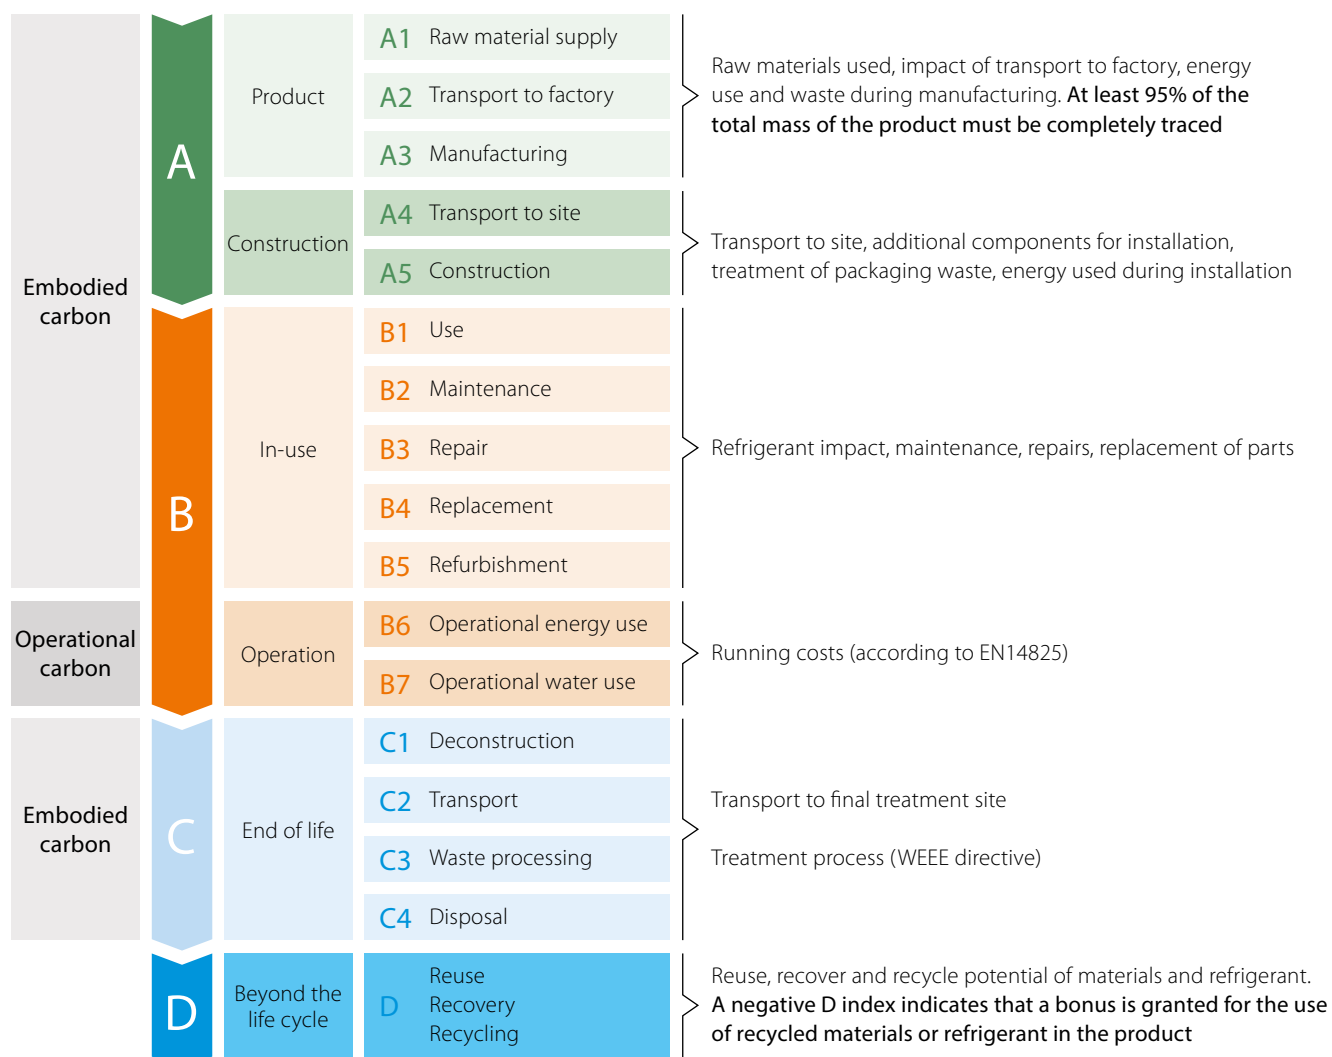 Embodied
carbon
A
Product
A1 Raw material supply
A2 Transport to factory
A3 Manufacturing
Raw materials used, impact of transport to factory, energy
use and waste during manufacturing. At least 95% of the
total mass of the product must be completely traced
Construction
A4 Transport to site
A5 Construction
Transport to site, additional components for installation,
treatment of packaging waste, energy used during installation
B
In-use
B1 Use
B2 Maintenance
B3 Repair
B4 Replacement
B5 Refurbishment
Refrigerant impact, maintenance, repairs, replacement of parts
Operational
carbon
Operation
B6 Operational energy use
B7 Operational water use
Running costs (according to EN14825)
Embodied
carbon
C
End of life
C1 Deconstruction
C2 Transport
C3 Waste processing
C4 Disposal
Transport to final treatment site
Treatment process (WEEE directive)
D
Beyond the
life cycle
D
Reuse
Recovery
Recycling
Reuse, recover and recycle potential of materials and refrigerant.
A negative D index indicates that a bonus is granted for the use
of recycled materials or refrigerant in the product